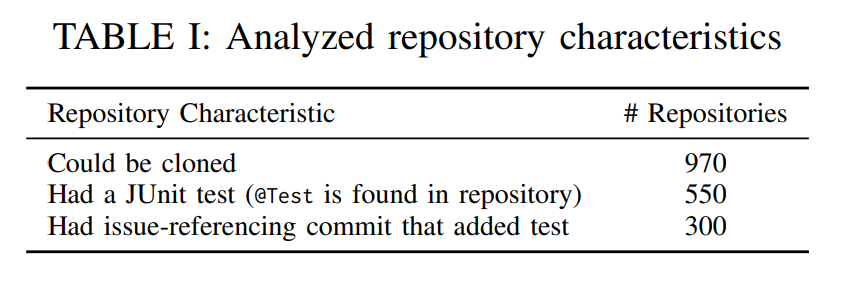 TABLE I: Analyzed repository characteristics
Repository Characteristic # Repositories
Could be cloned 970
Had a JUnit test (@Test is found in repository) 550
Had issue-referencing commit that added test 300